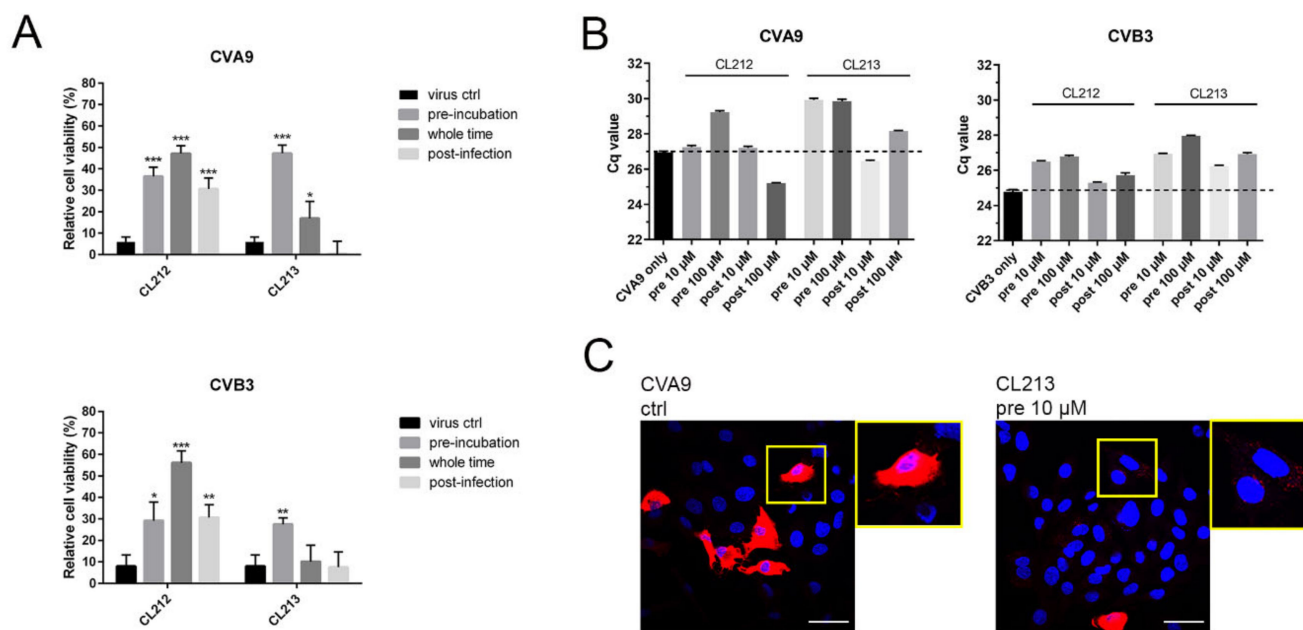 A
CVA9
Relative cell viability (%)
80
70
60
50
40
30
20
10
0
***
***
***
***
*
CL212
CL213
virus ctrl
pre-incubation
whole time
post-infection
CVB3
Relative cell viability (%)
80
70
60
50
40
30
20
10
0
*
***
**
**
CL212
CL213
virus ctrl
pre-incubation
whole time
post-infection
B
CVA9
CL212
CL213
Cq value
32
30
28
26
24
22
CVA9 only
pre 10 µM
pre 100 µM
post 10 µM
post 100 µM
pre 10 µM
pre 100 µM
post 10 µM
post 100 µM
CVB3
CL212
CL213
Cq value
32
30
28
26
24
22
CVB3 only
pre 10 µM
pre 100 µM
post 10 µM
post 100 µM
pre 10 µM
pre 100 µM
post 10 µM
post 100 µM
C
CVA9
ctrl
CL213
pre 10 µM